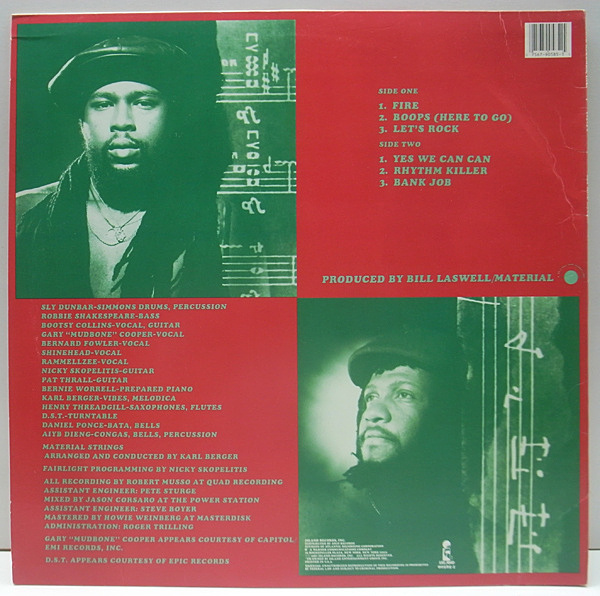 SIDE ONE
1. FIRE
2. BOOPS (HERE TO GO)
3. LET'S ROCK
SIDE TWO
1. YES WE CAN CAN
2. RHYTHM KILLER
3. BANK JOB
PRODUCED BY BILL LASWELL/MATERIAL
SLY DUNBAR-SIMMONS DRUMS, PERCUSSION
ROBBIE SHAKESPEARE-BASS
BOOTSY COLLINS-VOCAL, GUITAR
GARY "MUDBONE" COOPER-VOCAL
BERNARD FOWLER-VOCAL
SHINEHEAD-VOCAL
RAMMELLZEE-VOCAL
NICKY SKOPELITIS-GUITAR
PAT THRALL-GUITAR
BERNIE WORRELL-PREPARED PIANO
KARL BERGER-VIBES, MELODICA
HENRY THREADGILL-SAXOPHONES, FLUTES
D.S.T.-TURNTABLE
DANIEL PONCE-BATA, BELLS
AIYB DIENG-CONGAS, BELLS, PERCUSSION
MATERIAL STRINGS
ARRANGED AND CONDUCTED BY KARL BERGER
FAIRLIGHT PROGRAMMING BY NICKY SKOPELITIS
ALL RECORDING BY ROBERT MUSSO AT QUAD RECORDING
ASSISTANT ENGINEER: PETE STURGE
MIXED BY JASON CORSARO AT THE POWER STATION
ASSISTANT ENGINEER: STEVE BOYER
MASTERED BY HOWIE WEINBERG AT MASTERDISK
ADMINISTRATION: ROGER TRILLING
GARY "MUDBONE" COOPER APPEARS COURTESY OF CAPITOL/
EMI RECORDS, INC.
D.S.T. APPEARS COURTESY OF EPIC RECORDS
ISLAND RECORDS, INC.
ISLAND